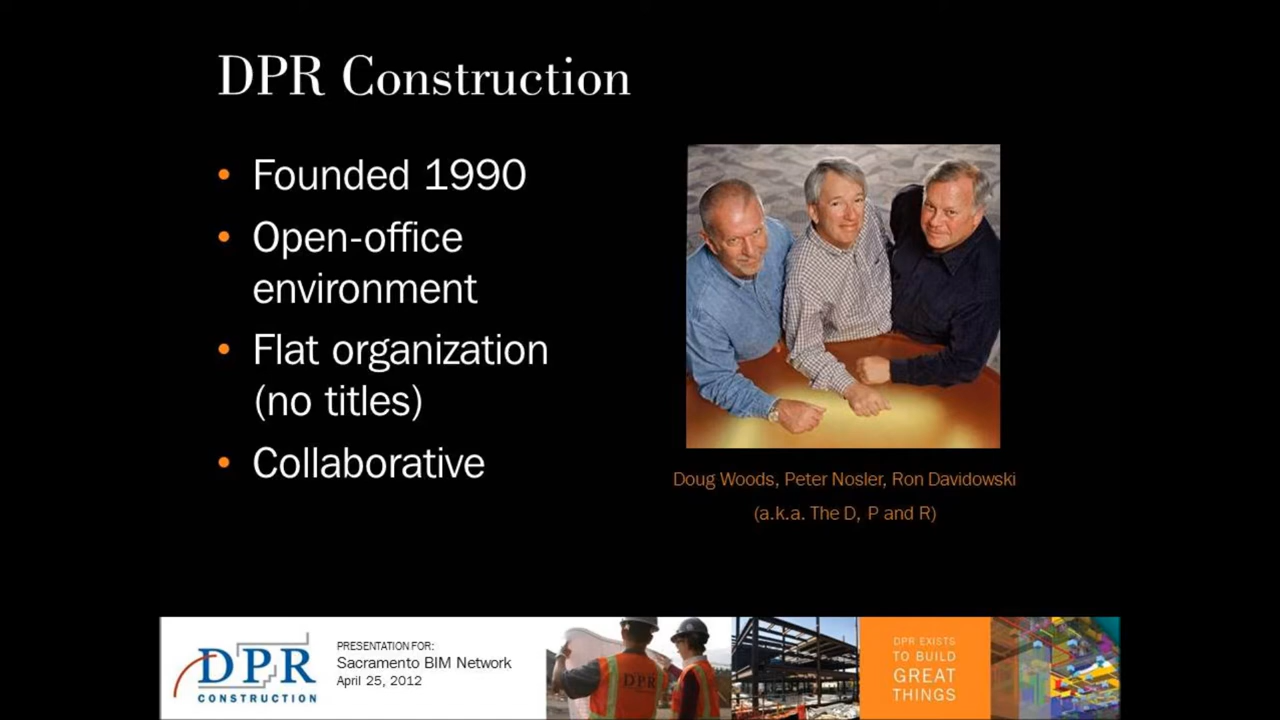 DPR Construction
• Founded 1990
• Open-office
environment
• Flat organization
(no titles)
• Collaborative
Doug Woods, Peter Nosler, Ron Davidowski
(a.k.a. The D, P and R)
DPR
CONSTRUCTION
PRESENTATION FOR:
Sacramento BIM Network
April 25, 2012
DPR
DPR EXISTS
TO BUILD
GREAT
THINGS